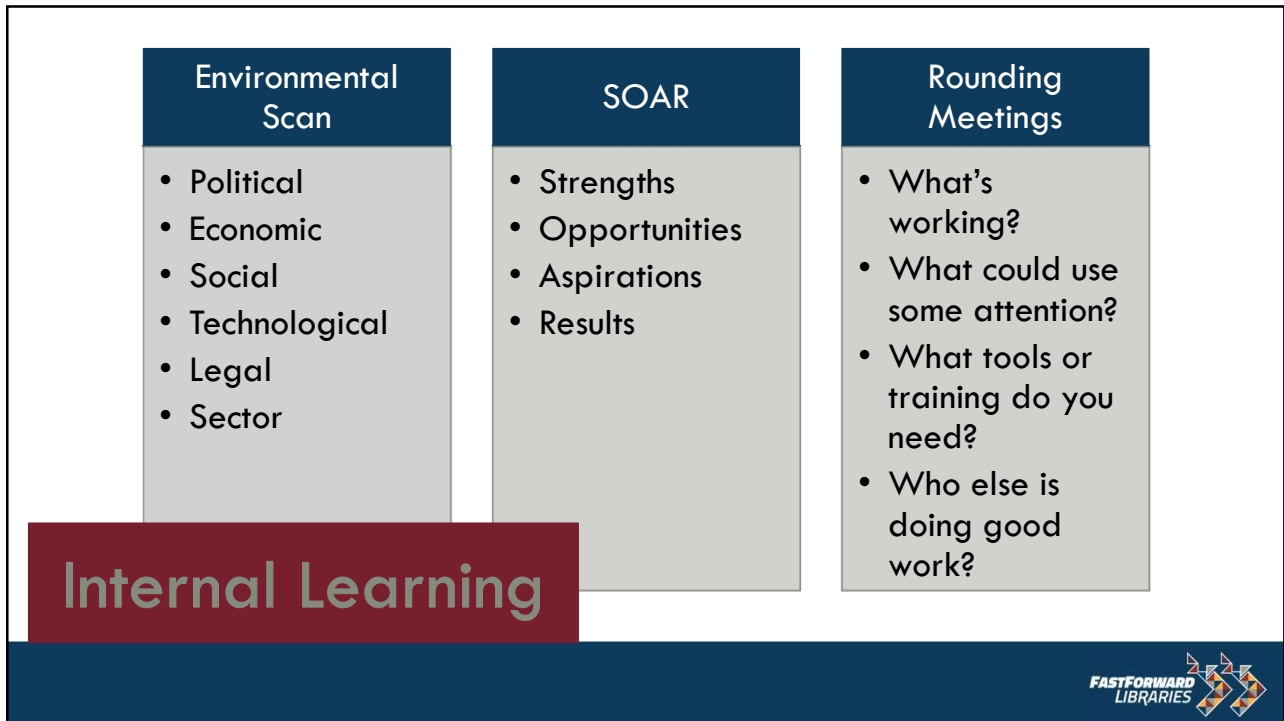 Environmental
Scan
• Political
• Economic
• Social
• Technological
• Legal
• Sector
SOAR
• Strengths
• Opportunities
• Aspirations
• Results
Rounding
Meetings
• What’s
working?
• What could use
some attention?
• What tools or
training do you
need?
• Who else is
doing good
work?
Internal Learning
FASTFORWARD
LIBRARIES